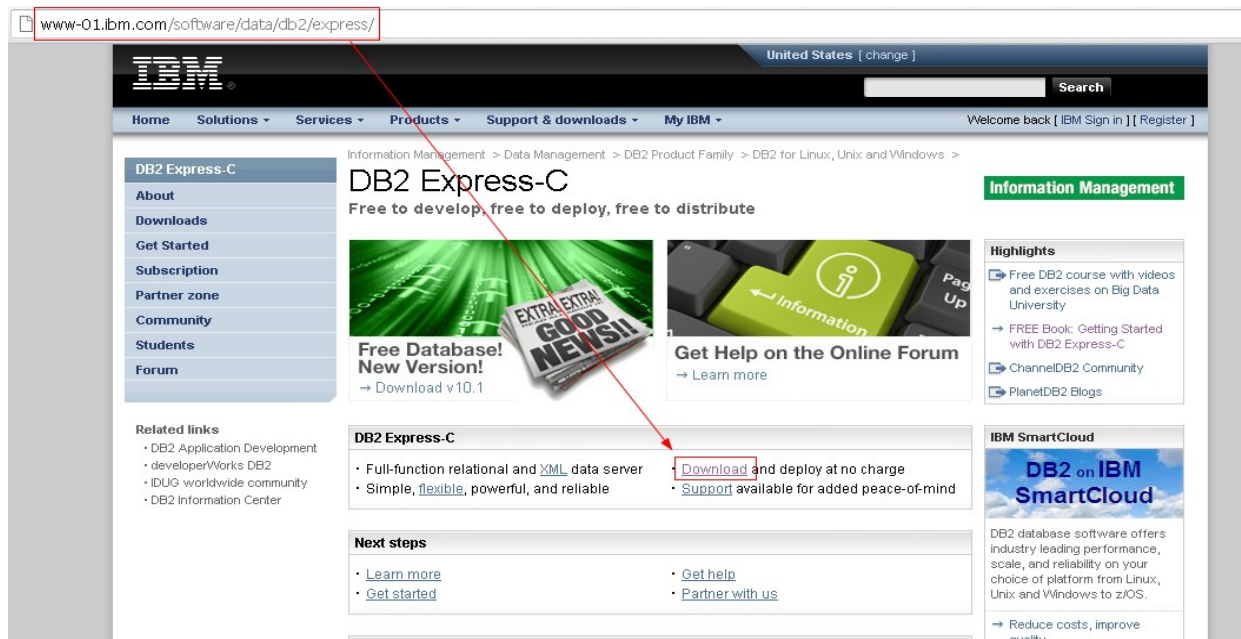 www-01.ibm.com/software/data/db2/express/
United States [ change ]
IBM®
Search
Home Solutions Services Products Support & downloads My IBM Welcome back [ IBM Sign in ] [ Register ]
DB2 Express-C
About
Downloads
Get Started
Subscription
Partner zone
Community
Students
Forum
Related links
· DB2 Application Development
· developerWorks DB2
· IDUG worldwide community
· DB2 Information Center
Information Management > Data Management > DB2 Product Family > DB2 for Linux, Unix and Windows >
DB2 Express-C
Free to develop, free to deploy, free to distribute
EXTRA! EXTRA!
GOOD
NEWS!!
Free Database!
New Version!
→ Download v10.1
"
Information
Pag
Up
Get Help on the Online Forum
→ Learn more
DB2 Express-C
· Full-function relational and XML data server
· Simple, flexible, powerful, and reliable
· Download and deploy at no charge
· Support available for added peace-of-mind
Next steps
· Learn more
· Get started
· Get help
· Partner with us
Information Management
Highlights
Free DB2 course with videos
and exercises on Big Data
University
→ FREE Book: Getting Started
with DB2 Express-C
ChannelDB2 Community
PlanetDB2 Blogs
IBM SmartCloud
DB2 on IBM
SmartCloud
DB2 database software offers
industry leading performance,
scale, and reliability on your
choice of platform from Linux,
Unix and Windows to z/OS.
→ Reduce costs, improve